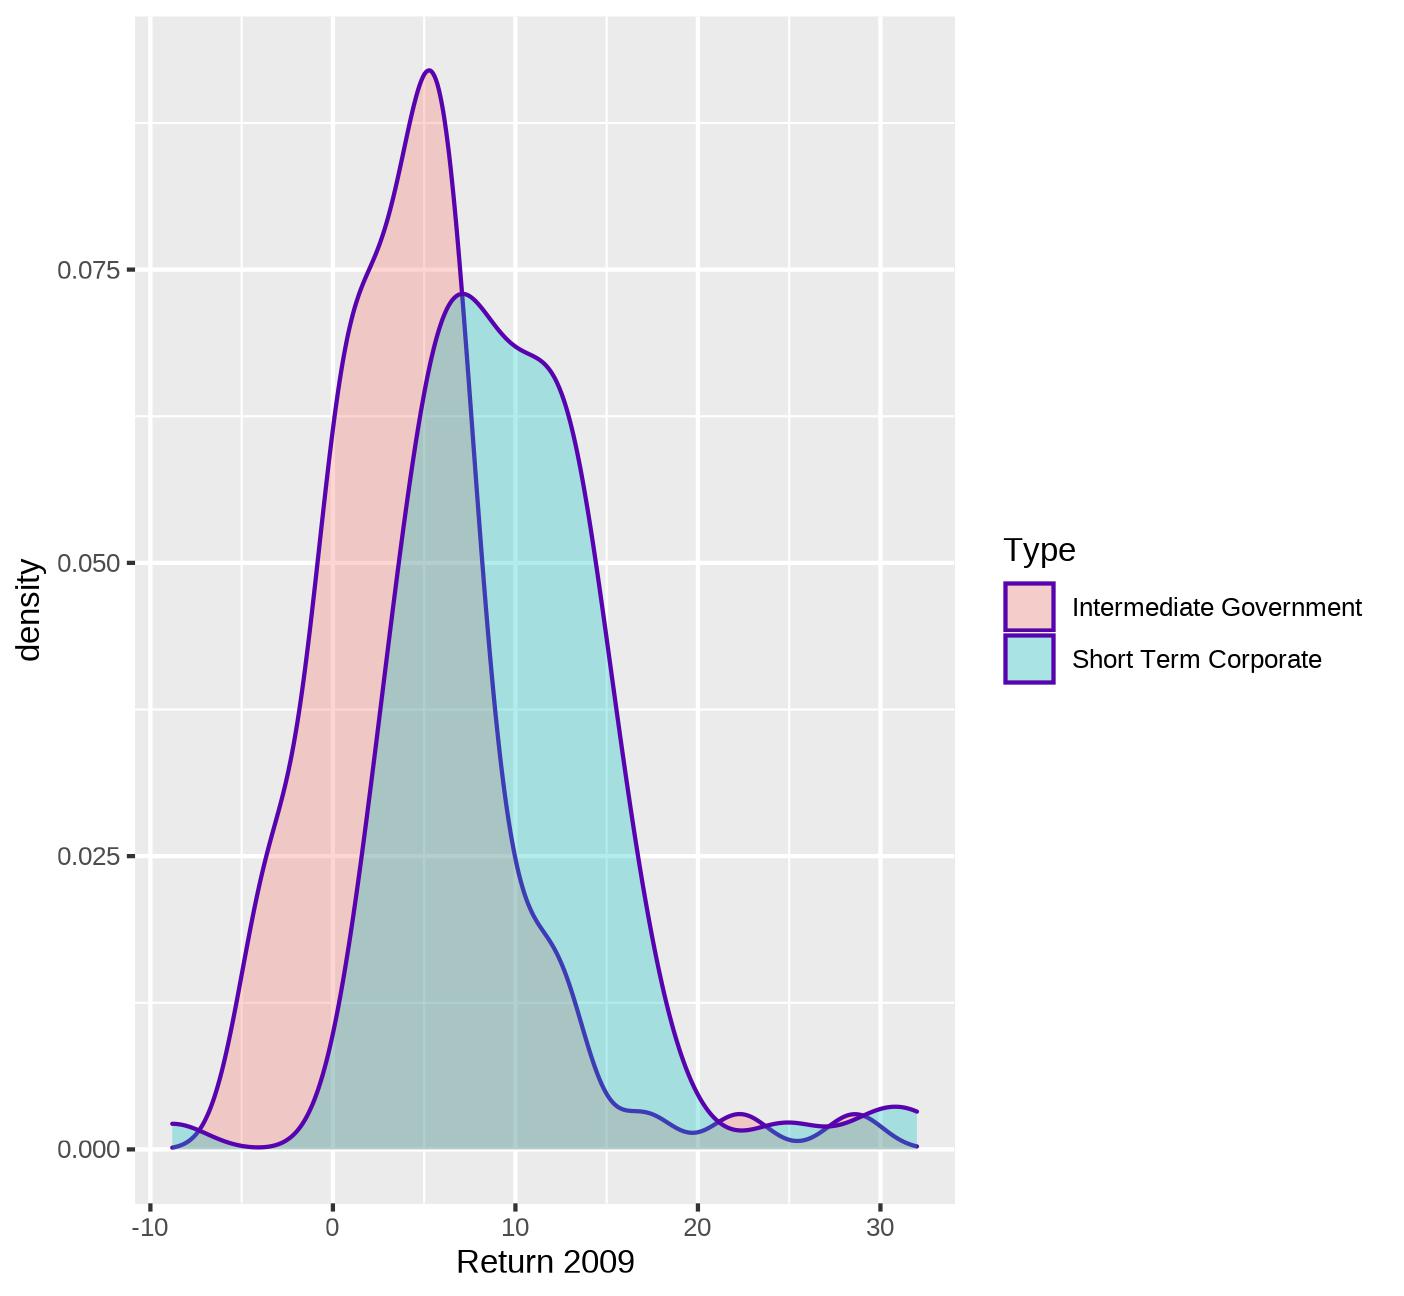 0.075
0.050
0.025
0.000
density
-10 0 10 20 30
Return 2009
Type
Intermediate Government
Short Term Corporate